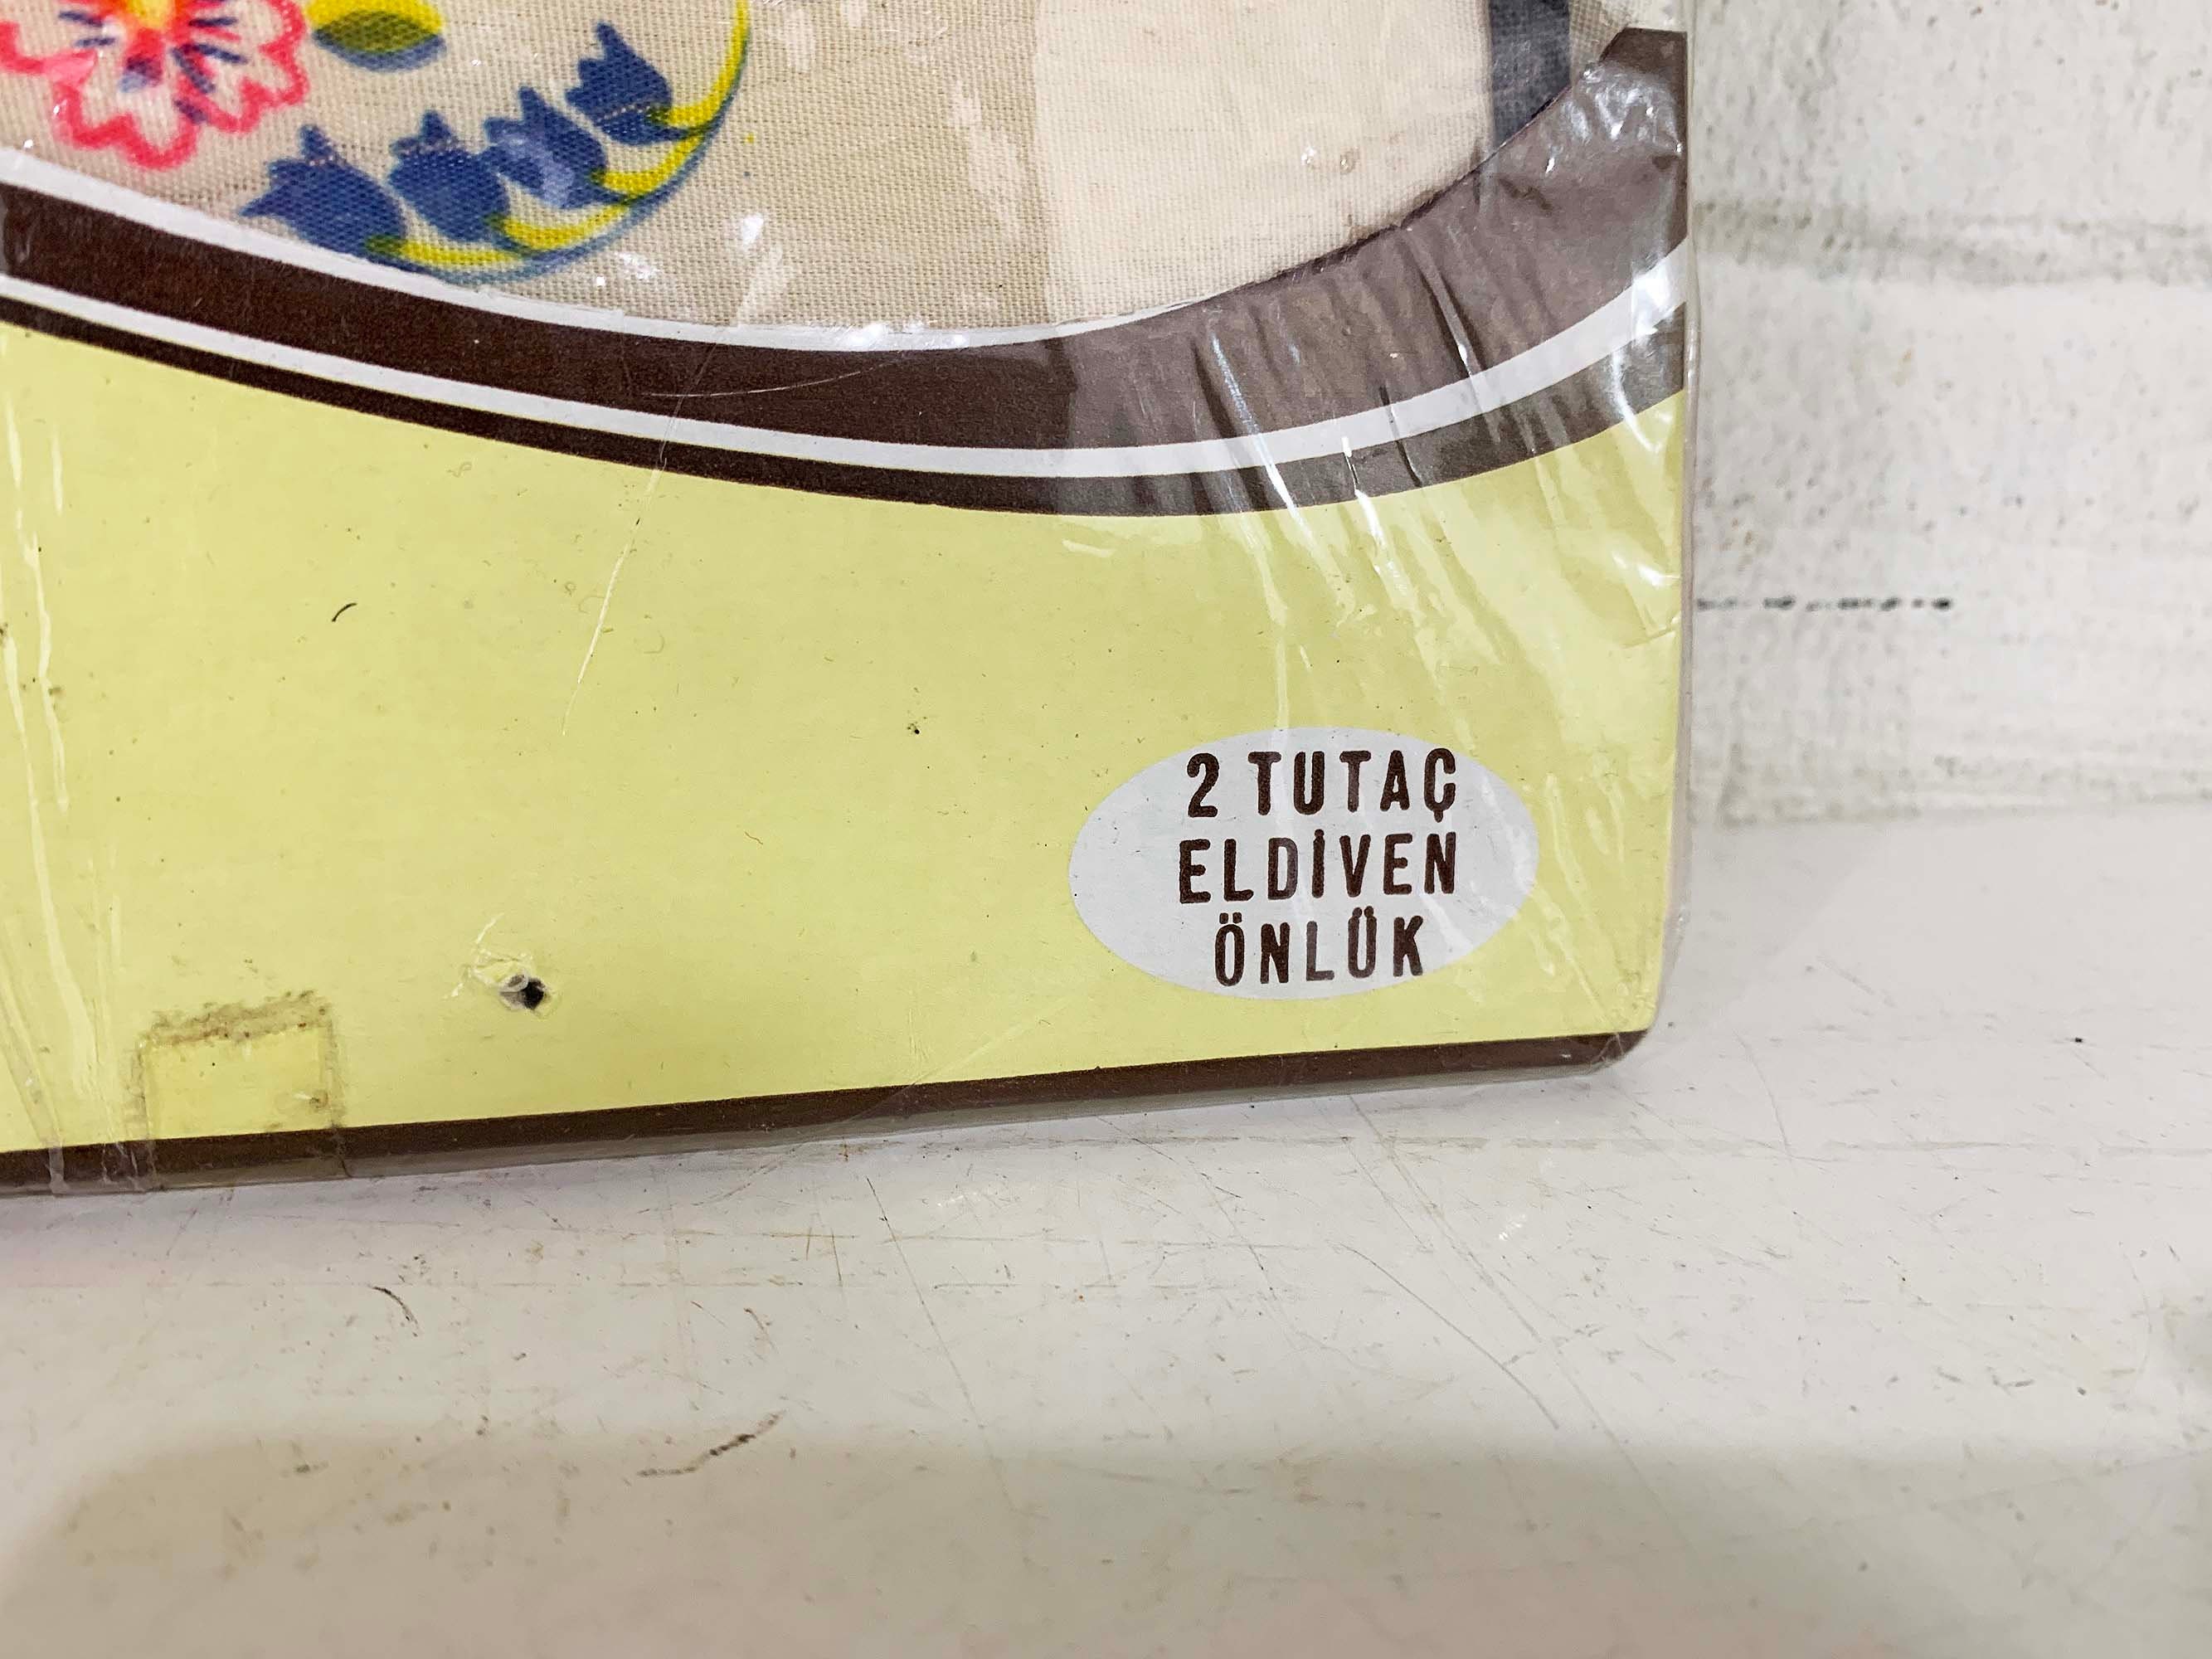 2 TUTAÇ
ELDİVEN
ÖNLÜK